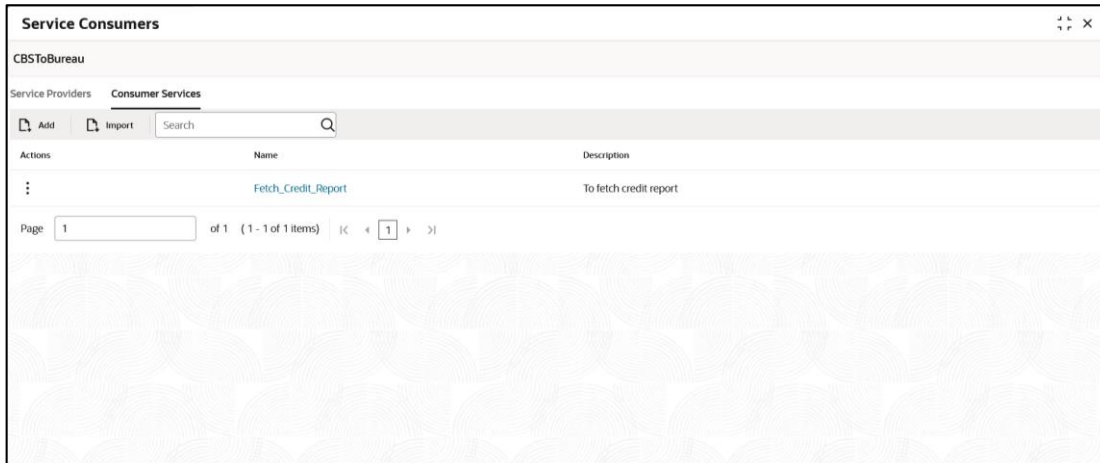 Service Consumers
CBSToBureau
Service Providers Consumer Services
Add Import Search
Actions Name Description
Fetch_Credit_Report To fetch credit report
Page 1 of 1 (1 - 1 of 1 items) 1